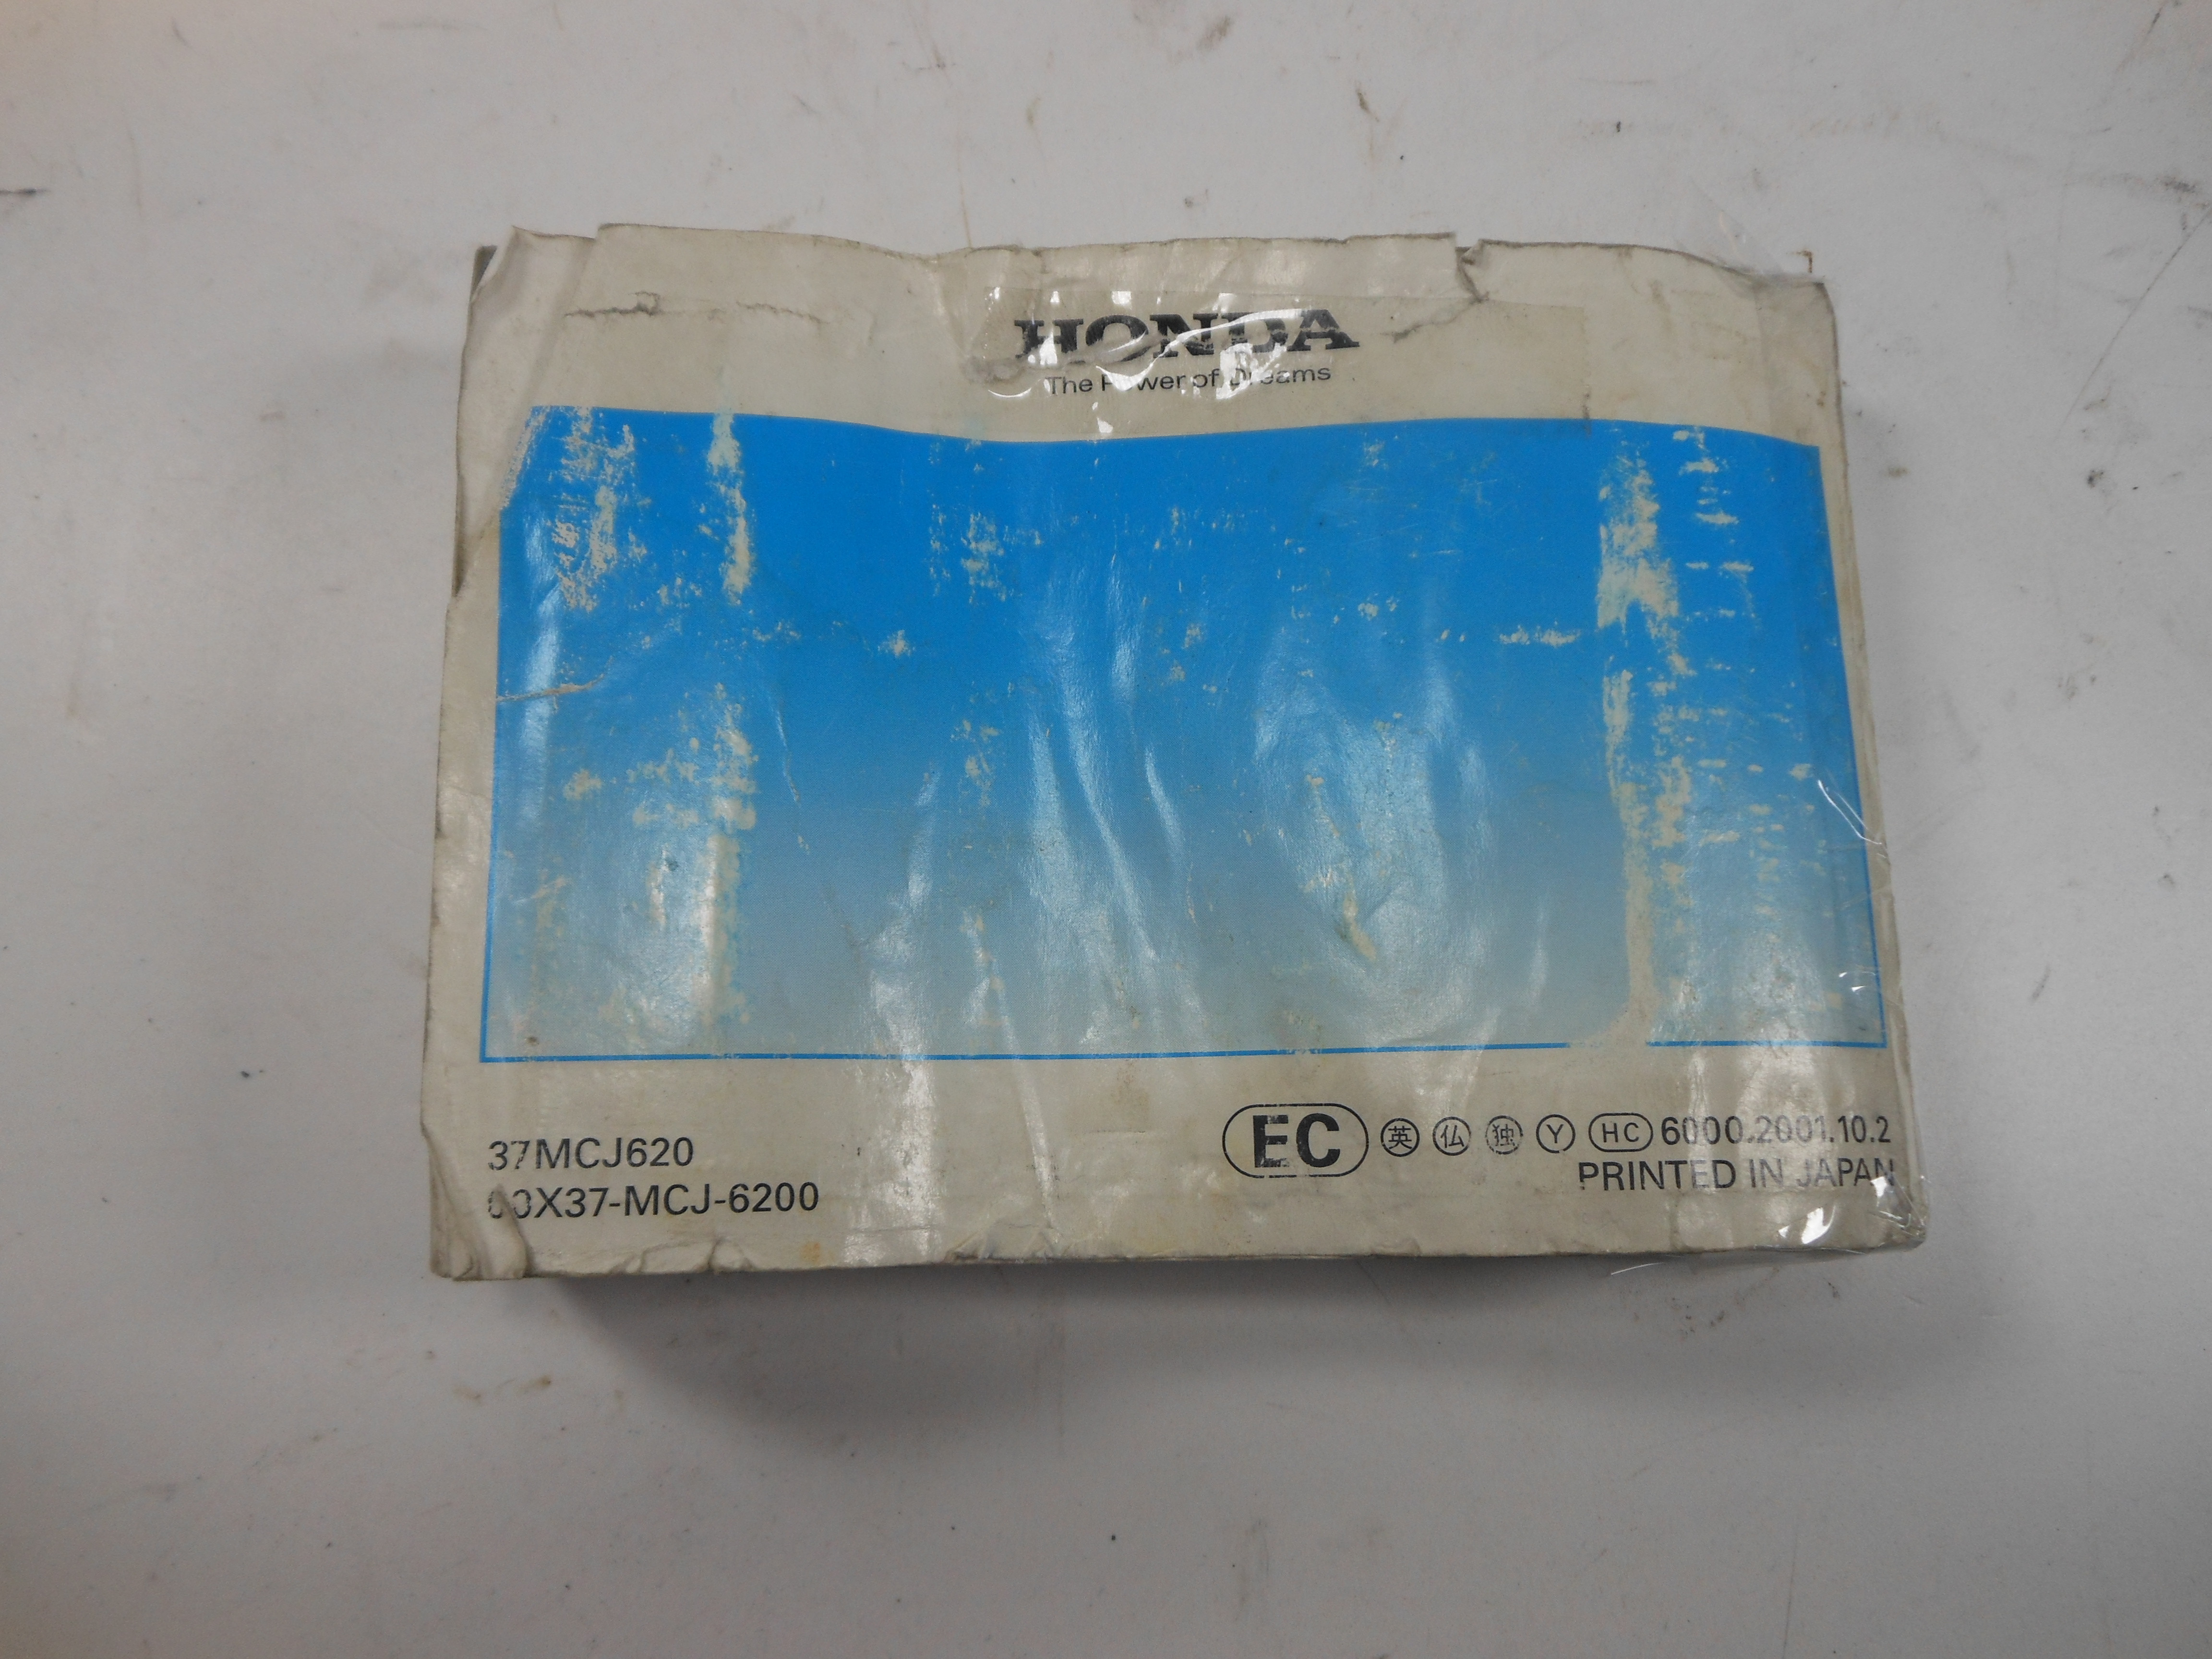 HONDA
The Power of Dreams
37MCJ620
00X37-MCJ-6200
EC 英 仏 独 Y HC 6000.2001.10.2
PRINTED IN JAPAN